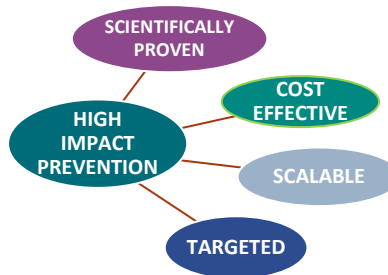 SCIENTIFICALLY
PROVEN
COST
EFFECTIVE
HIGH
IMPACT
PREVENTION
SCALABLE
TARGETED